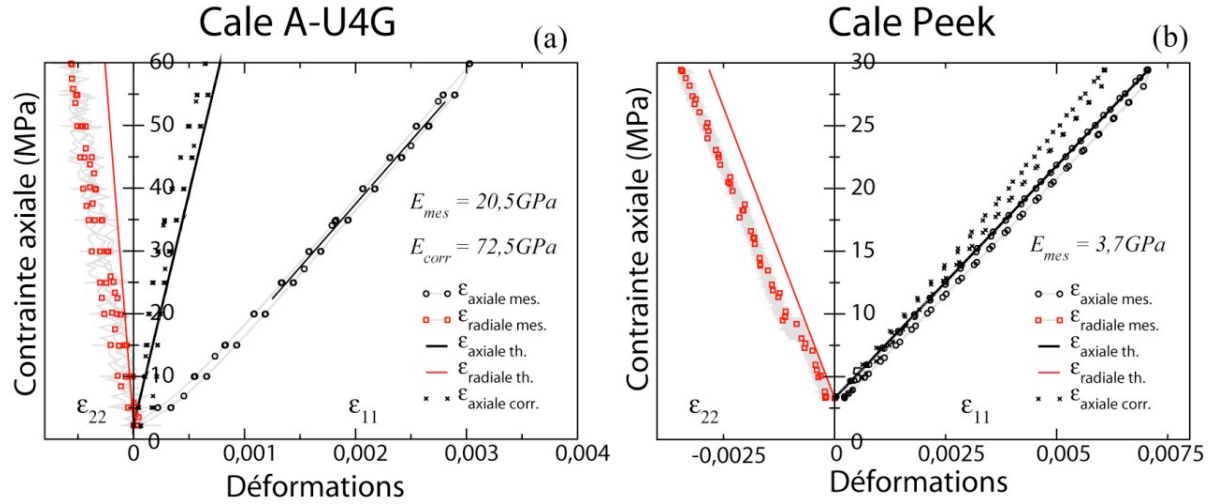 Cale A-U4G
(a)
Contrainte axiale (MPa)
60
50
40
30
20
10
0
E_mes = 20,5GPa
E_corr = 72,5GPa
ε_axiale mes.
ε_radiale mes.
ε_axiale th.
ε_radiale th.
ε_axiale corr.
ε_22
ε_11
0 0,001 0,002 0,003 0,004
Déformations
Cale Peek
(b)
Contrainte axiale (MPa)
30
25
20
15
10
5
0
E_mes = 3,7GPa
ε_axiale mes.
ε_radiale mes.
ε_axiale th.
ε_radiale th.
ε_axiale corr.
ε_22
ε_11
-0,0025 0 0,0025 0,005 0,0075
Déformations